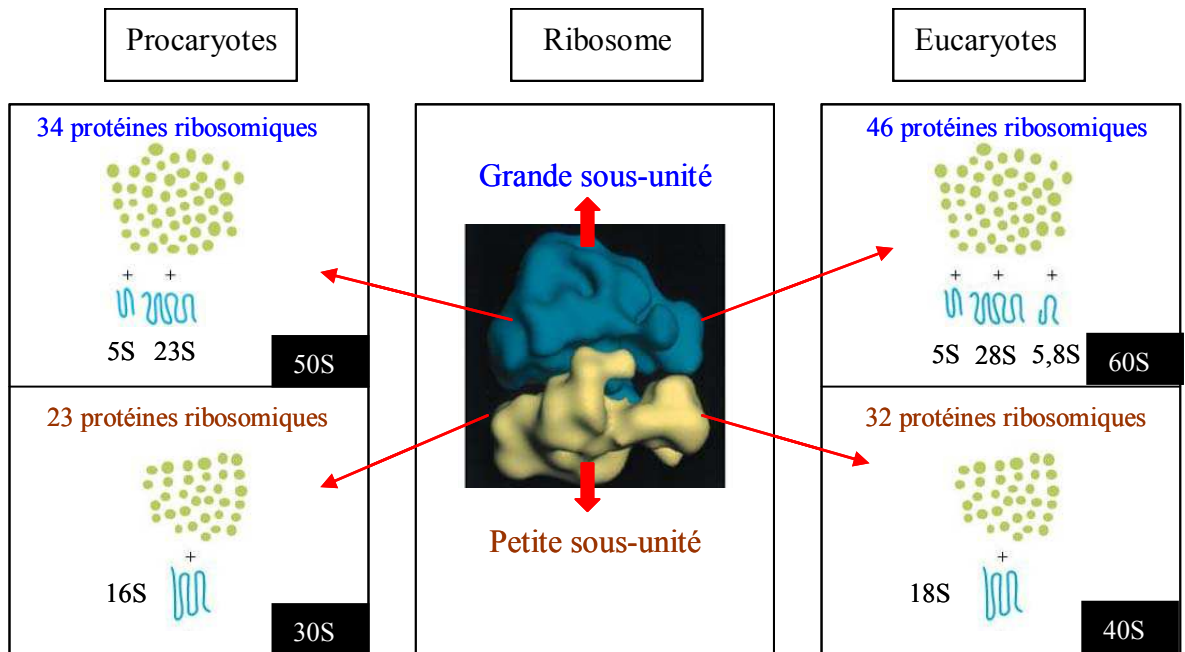 Procaryotes
Ribosome
Eucaryotes
34 protéines ribosomiques
+ +
5S 23S
50S
23 protéines ribosomiques
+
16S
30S
Grande sous-unité
Petite sous-unité
46 protéines ribosomiques
+ + +
5S 28S 5,8S
60S
32 protéines ribosomiques
+
18S
40S